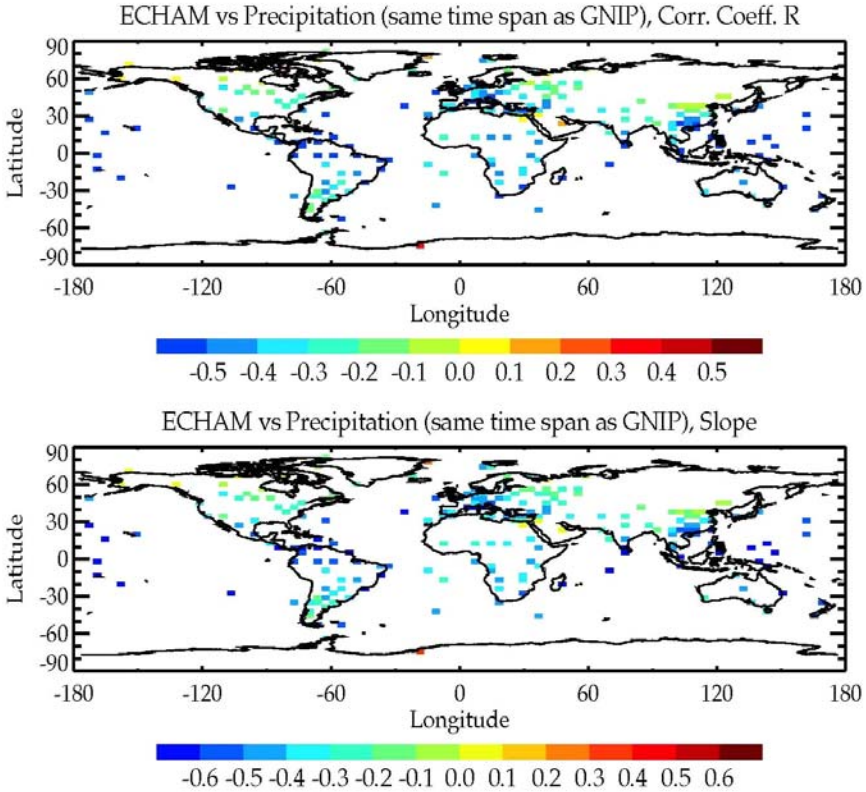 ECHAM vs Precipitation (same time span as GNIP), Corr. Coeff. R
90
60
30
0
-30
-60
-90
Latitude
-180 -120 -60 0 60 120 180
Longitude
-0.5 -0.4 -0.3 -0.2 -0.1 0.0 0.1 0.2 0.3 0.4 0.5
ECHAM vs Precipitation (same time span as GNIP), Slope
90
60
30
0
-30
-60
-90
Latitude
-180 -120 -60 0 60 120 180
Longitude
-0.6 -0.5 -0.4 -0.3 -0.2 -0.1 0.0 0.1 0.2 0.3 0.4 0.5 0.6